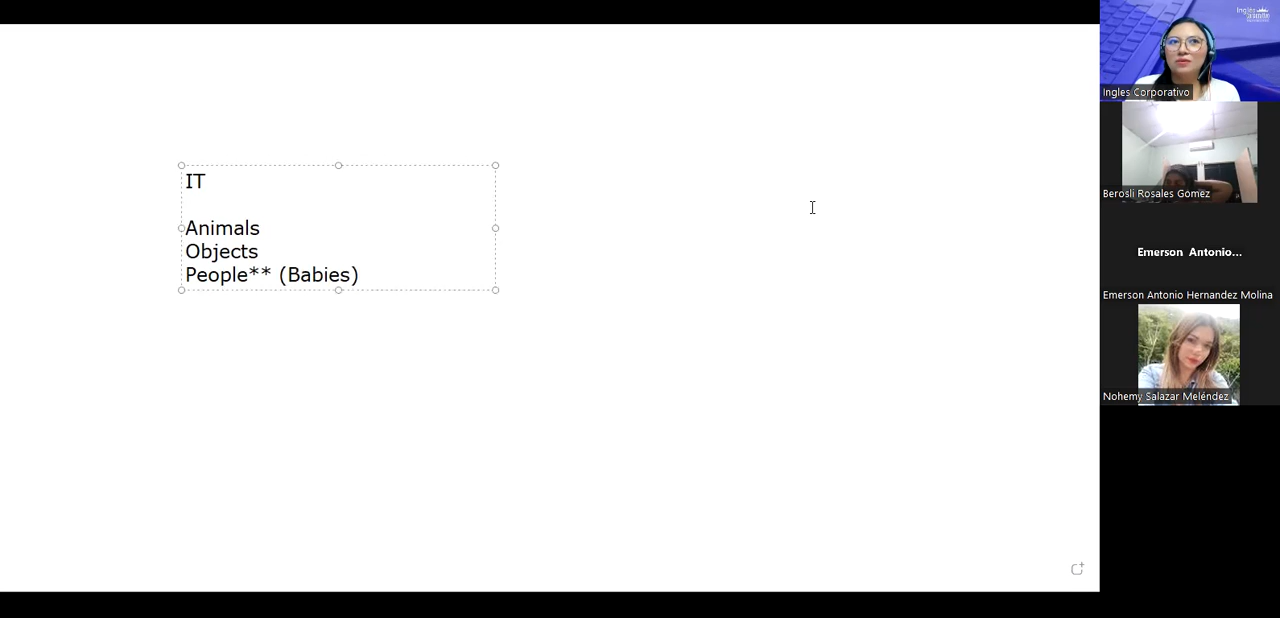 IT
Animals
Objects
People** (Babies)
Ingles Corporativo
Berosli Rosales Gomez
Emerson Antonio...
Emerson Antonio Hernandez Molina
Nohemy Salazar Meléndez